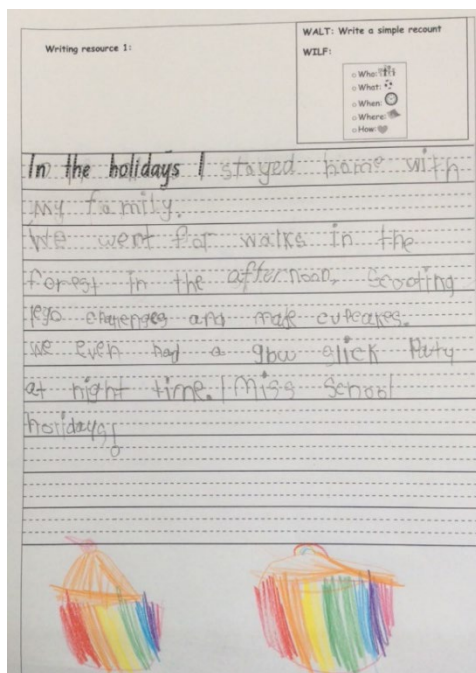 Writing resource 1:
WALT: Write a simple recount
WILF:
Who:
What:
When:
Where:
How:
In the holidays I stayed home with
my family.
We went for walks in the
forest in the afternoon, scooting
lego challenges and made cupcakes.
we even had a glow stick Party
at night time. I miss School
holidays!